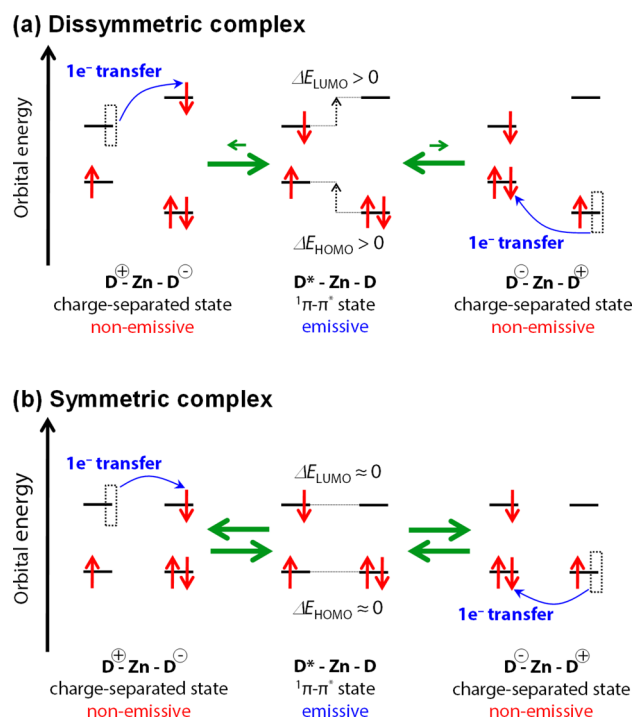 (a) Dissymmetric complex
Orbital energy
1e⁻ transfer
ΔE_LUMO > 0
ΔE_HOMO > 0
1e⁻ transfer
D⊕ - Zn - D⊖
charge-separated state
non-emissive
D* - Zn - D
¹π-π* state
emissive
D⊖ - Zn - D⊕
charge-separated state
non-emissive
(b) Symmetric complex
Orbital energy
1e⁻ transfer
ΔE_LUMO ≈ 0
ΔE_HOMO ≈ 0
1e⁻ transfer
D⊕ - Zn - D⊖
charge-separated state
non-emissive
D* - Zn - D
¹π-π* state
emissive
D⊖ - Zn - D⊕
charge-separated state
non-emissive